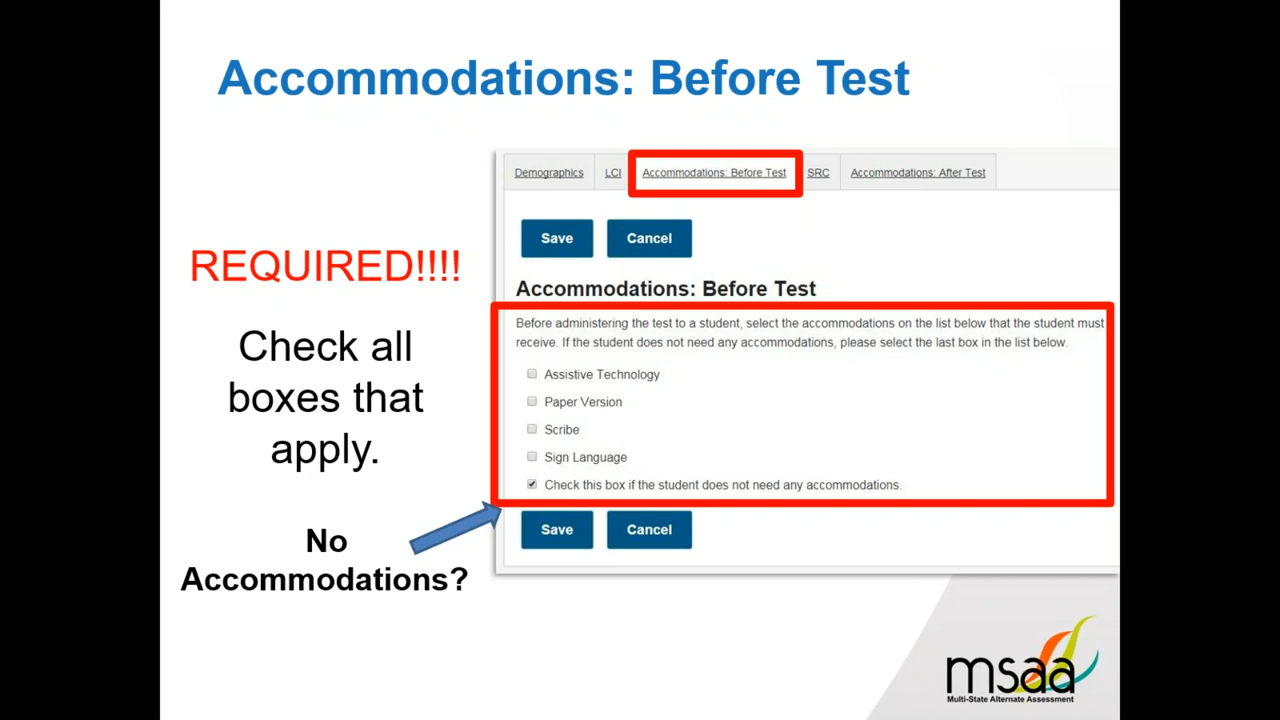 Accommodations: Before Test
Demographics LCI Accommodations: Before Test SRC Accommodations: After Test
Save Cancel
REQUIRED!!!!
Accommodations: Before Test
Before administering the test to a student, select the accommodations on the list below that the student must
receive. If the student does not need any accommodations, please select the last box in the list below.
Check all
boxes that
apply.
Assistive Technology
Paper Version
Scribe
Sign Language
Check this box if the student does not need any accommodations.
Save Cancel
No
Accommodations?
msaa
Multi-State Alternate Assessment